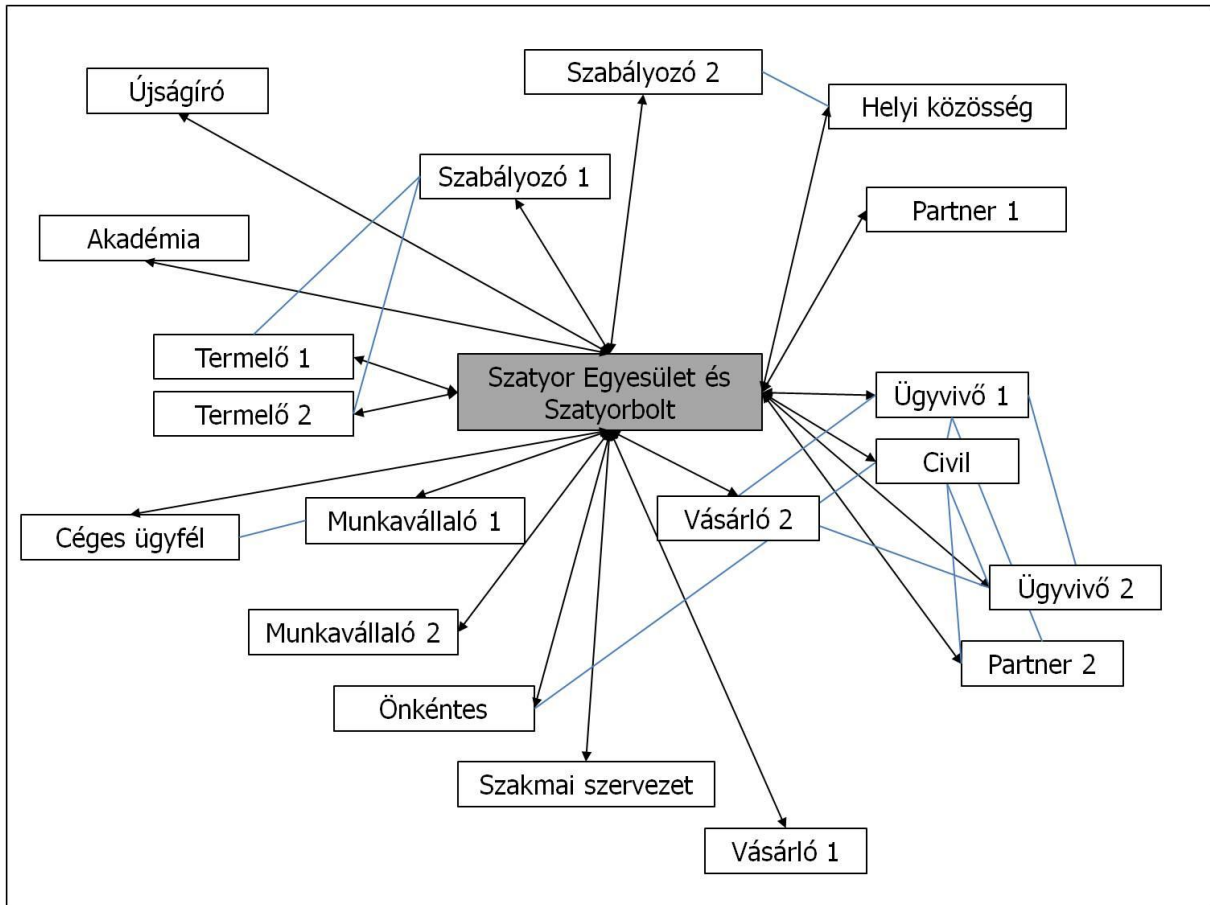 Szabályozó 2
Újságíró
Helyi közösség
Szabályozó 1
Partner 1
Akadémia
Termelő 1
Szatyor Egyesület és
Szatyorbolt
Termelő 2
Ügyvivő 1
Civil
Céges ügyfél
Munkavállaló 1
Vásárló 2
Ügyvivő 2
Munkavállaló 2
Partner 2
Önkéntes
Szakmai szervezet
Vásárló 1